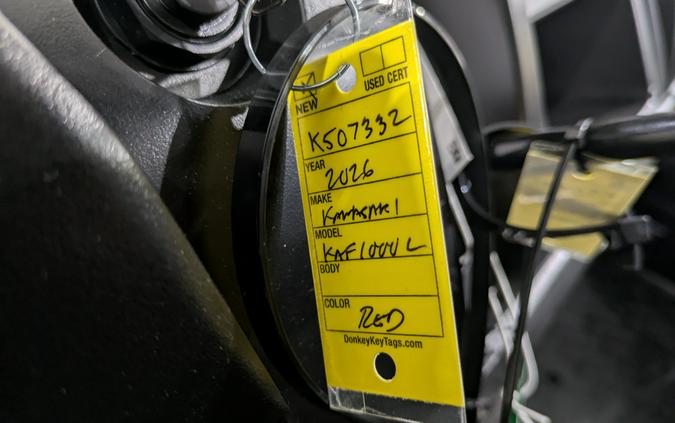 NEW
USED CERT
K507332
YEAR
2026
MAKE
KAWASAKI
MODEL
KAF1000L
BODY
COLOR
RED
DonkeyKeyTags.com